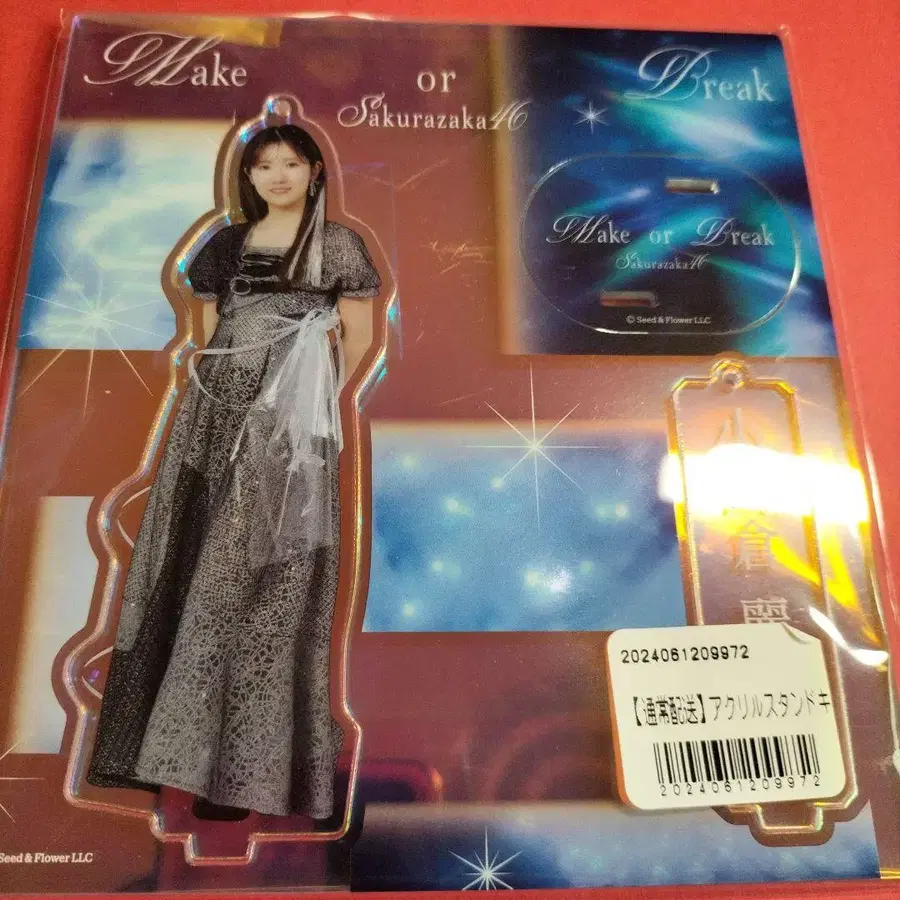 Make or Break
Sakurazaka46
Make or Break
Sakurazaka46
© Seed & Flower LLC
小
倉
2024061209972
【通常配送】アクリルスタンドキ
2024061209972
Seed & Flower LLC